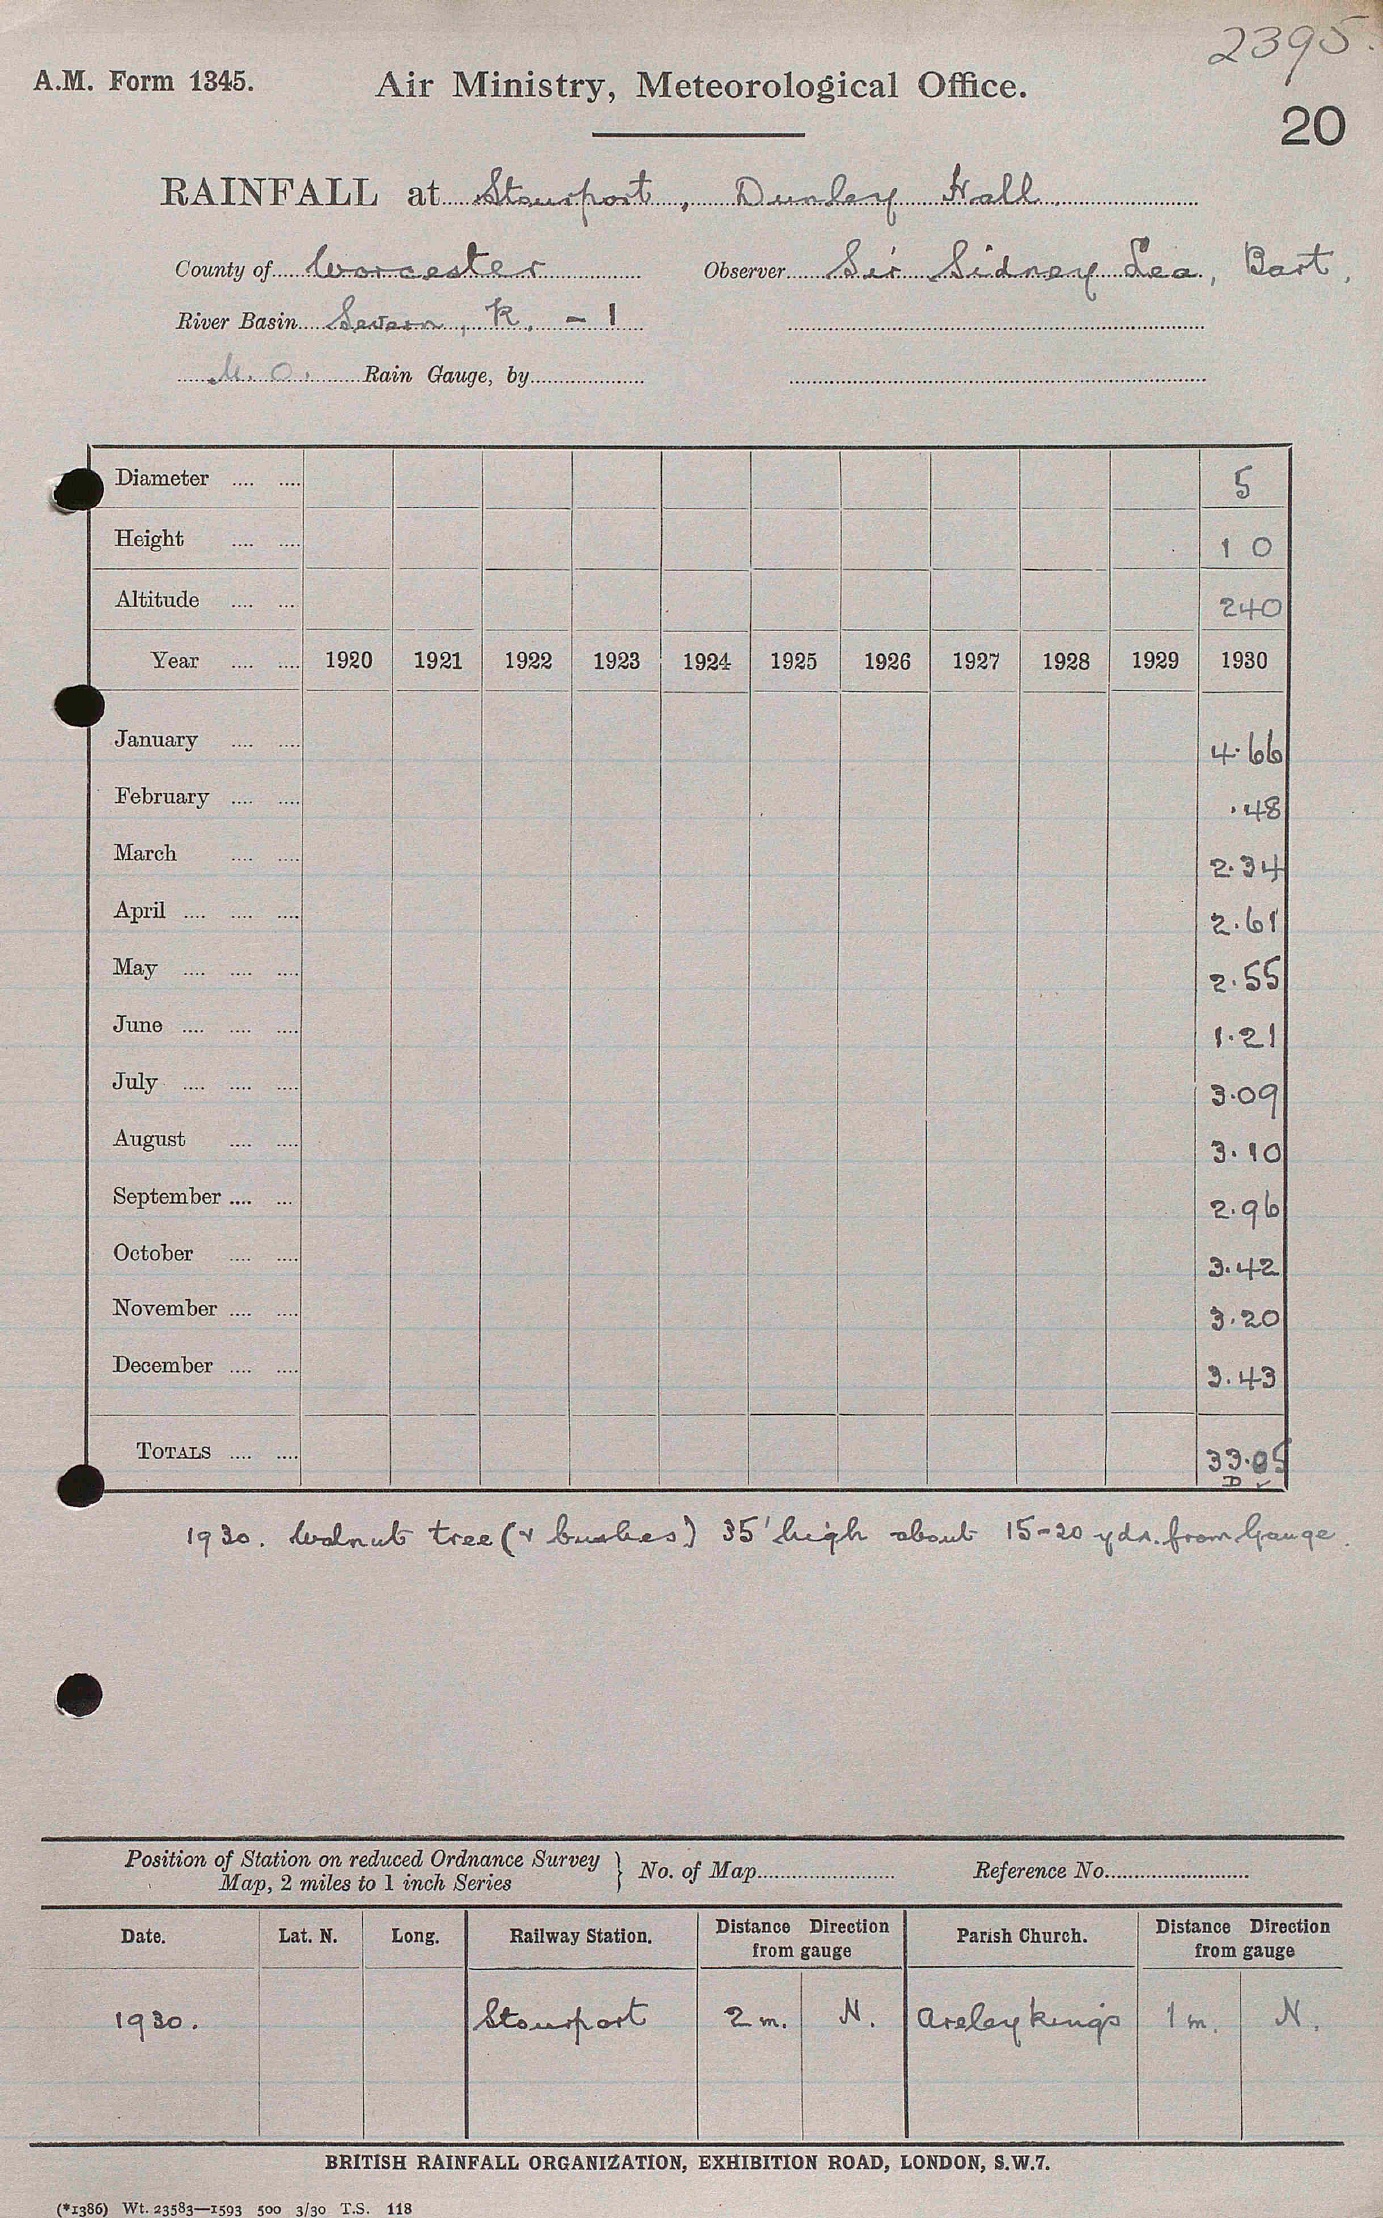 2395.
A.M. Form 1345.
Air Ministry, Meteorological Office.
20
RAINFALL at Stourport, Dunley Hall.
County of Worcester Observer Sir Sidney Lea, Bart,
River Basin Severn, R. - 1
M.O. Rain Gauge, by
Diameter 5
Height 1 0
Altitude 240
Year 1920 1921 1922 1923 1924 1925 1926 1927 1928 1929 1930
January 4.66
February .48
March 2.34
April 2.61
May 2.55
June 1.21
July 3.09
August 3.10
September 2.96
October 3.42
November 3.20
December 3.43
TOTALS 33.05
D ✓
1930. Walnut tree (& bushes) 35' high about 15-20 yds. from Gauge.
Position of Station on reduced Ordnance Survey
Map, 2 miles to 1 inch Series } No. of Map Reference No.
Date. Lat. N. Long. Railway Station. Distance Direction from gauge Parish Church. Distance Direction from gauge
1930. Stourport 2 m. N. Areley kings 1 m. N.
BRITISH RAINFALL ORGANIZATION, EXHIBITION ROAD, LONDON, S.W.7.
(*1386) Wt. 23583—1593 500 3/30 T.S. 118